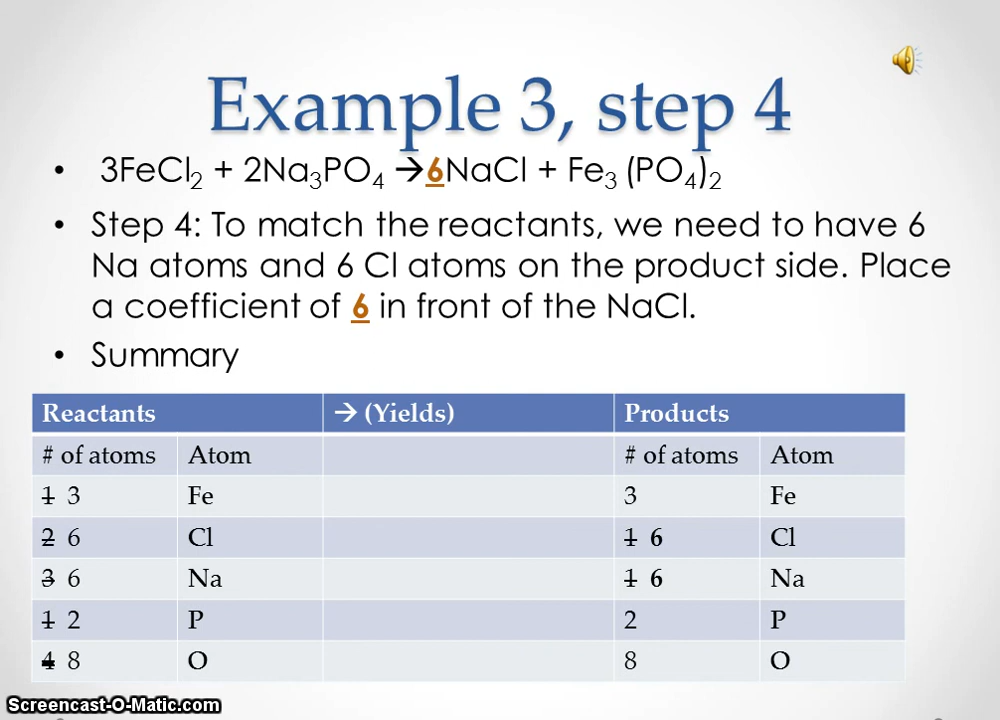 Example 3, step 4
• 3FeCl₂ + 2Na₃PO₄ →6NaCl + Fe₃ (PO₄)₂
• Step 4: To match the reactants, we need to have 6
Na atoms and 6 Cl atoms on the product side. Place
a coefficient of 6 in front of the NaCl.
• Summary
Reactants → (Yields) Products
# of atoms Atom # of atoms Atom
1 3 Fe 3 Fe
2 6 Cl 1 6 Cl
3 6 Na 1 6 Na
1 2 P 2 P
4 8 O 8 O
Screencast-O-Matic.com